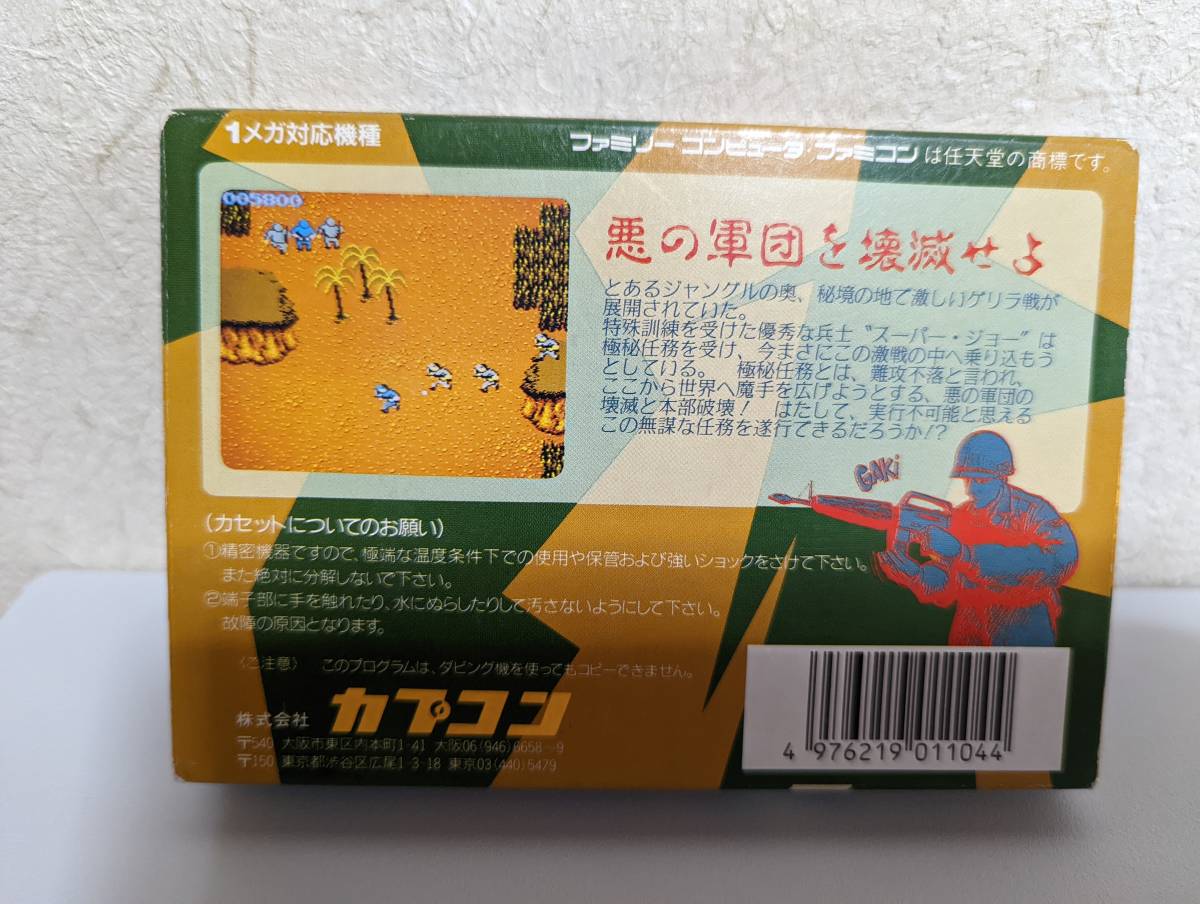 1メガ対応機種
ファミリー コンピュータ・ファミコンは任天堂の商標です。
005800
悪の軍団を壊滅せよ
とあるジャングルの奥、秘境の地で激しいゲリラ戦が
展開されていた。
特殊訓練を受けた優秀な兵士〝スーパー・ジョー〟は
極秘任務を受け、今まさにこの激戦の中へ乗り込もう
としている。 極秘任務とは、難攻不落と言われ、
ここから世界へ魔手を広げようとする、悪の軍団の
壊滅と本部破壊! はたして、実行不可能と思える
この無謀な任務を遂行できるだろうか!?
GAKi
(カセットについてのお願い)
①精密機器ですので、極端な温度条件下での使用や保管および強いショックをさけて下さい。
また絶対に分解しないで下さい。
②端子部に手を触れたり、水にぬらしたりして汚さないようにして下さい。
故障の原因となります。
〈ご注意〉 このプログラムは、ダビング機を使ってもコピーできません。
株式会社 カプコン
〒540 大阪市東区内本町1-41 大阪06(946)6658〜9
〒150 東京都渋谷区広尾1-3-18 東京03(440)5479
4 976219 011044